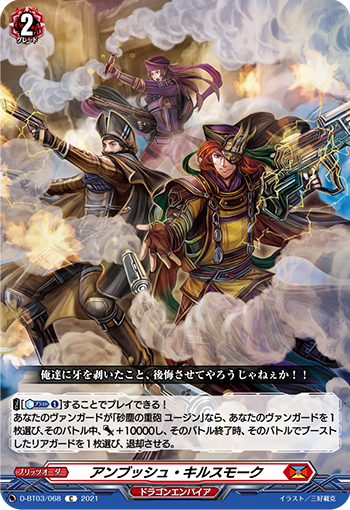 2
グレード
俺達に牙を剥いたこと、後悔させてやろうじゃねぇか！！
[ブラスト1]することでプレイできる！
あなたのヴァンガードが「砂塵の重砲 ユージン」なら、あなたのヴァンガードを1
枚選び、そのバトル中、+10000し、そのバトル終了時、そのバトルでブースト
したリアガードを１枚選び、退却させる。
ブリッツオーダー
アンブッシュ・キルスモーク
D-BT03/068 C 2021
ドラゴンエンパイア
イラスト／三好載克